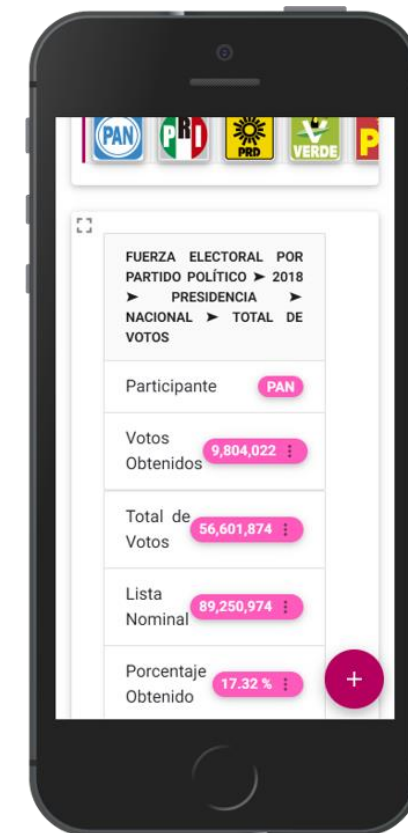 PAN PRI PRD VERDE P
FUERZA ELECTORAL POR
PARTIDO POLÍTICO ➤ 2018
➤ PRESIDENCIA ➤
NACIONAL ➤ TOTAL DE
VOTOS
Participante PAN
Votos
Obtenidos 9,804,022
Total de
Votos 56,601,874
Lista
Nominal 89,250,974
Porcentaje
Obtenido 17.32 %
+